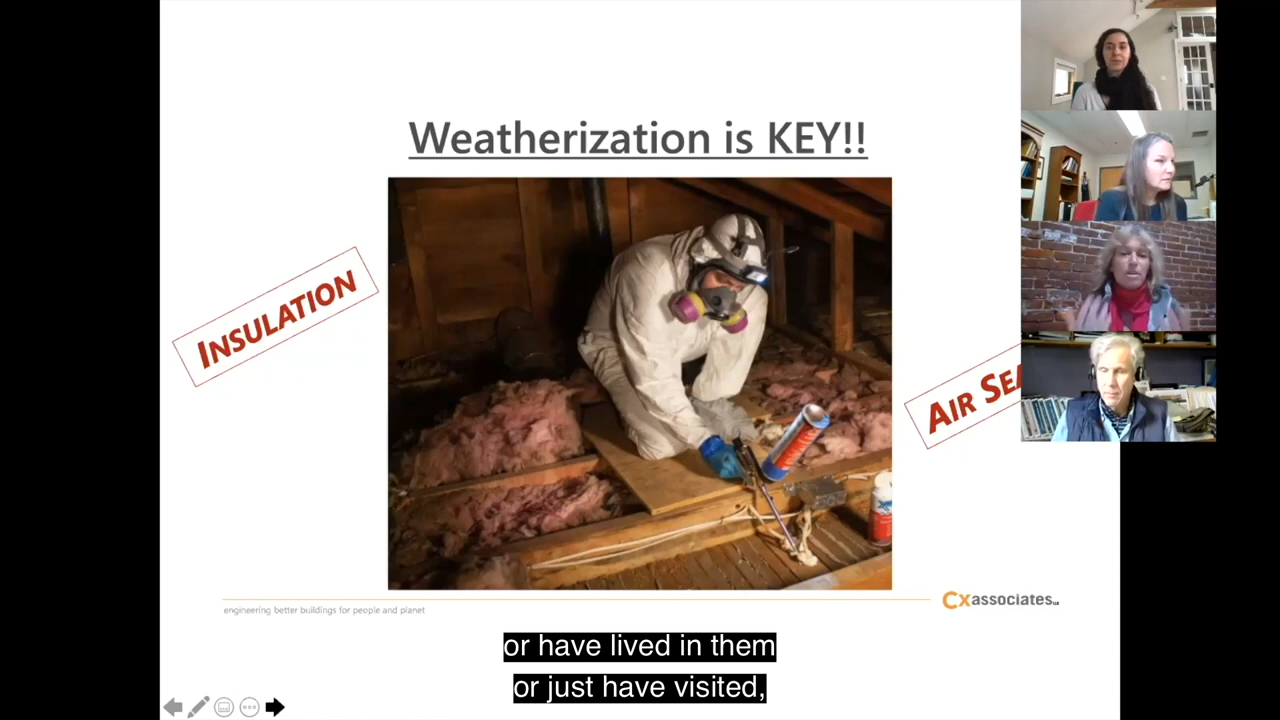 Weatherization is KEY!!
INSULATION
AIR SEA
engineering better buildings for people and planet
Cxassociates
or have lived in them
or just have visited,